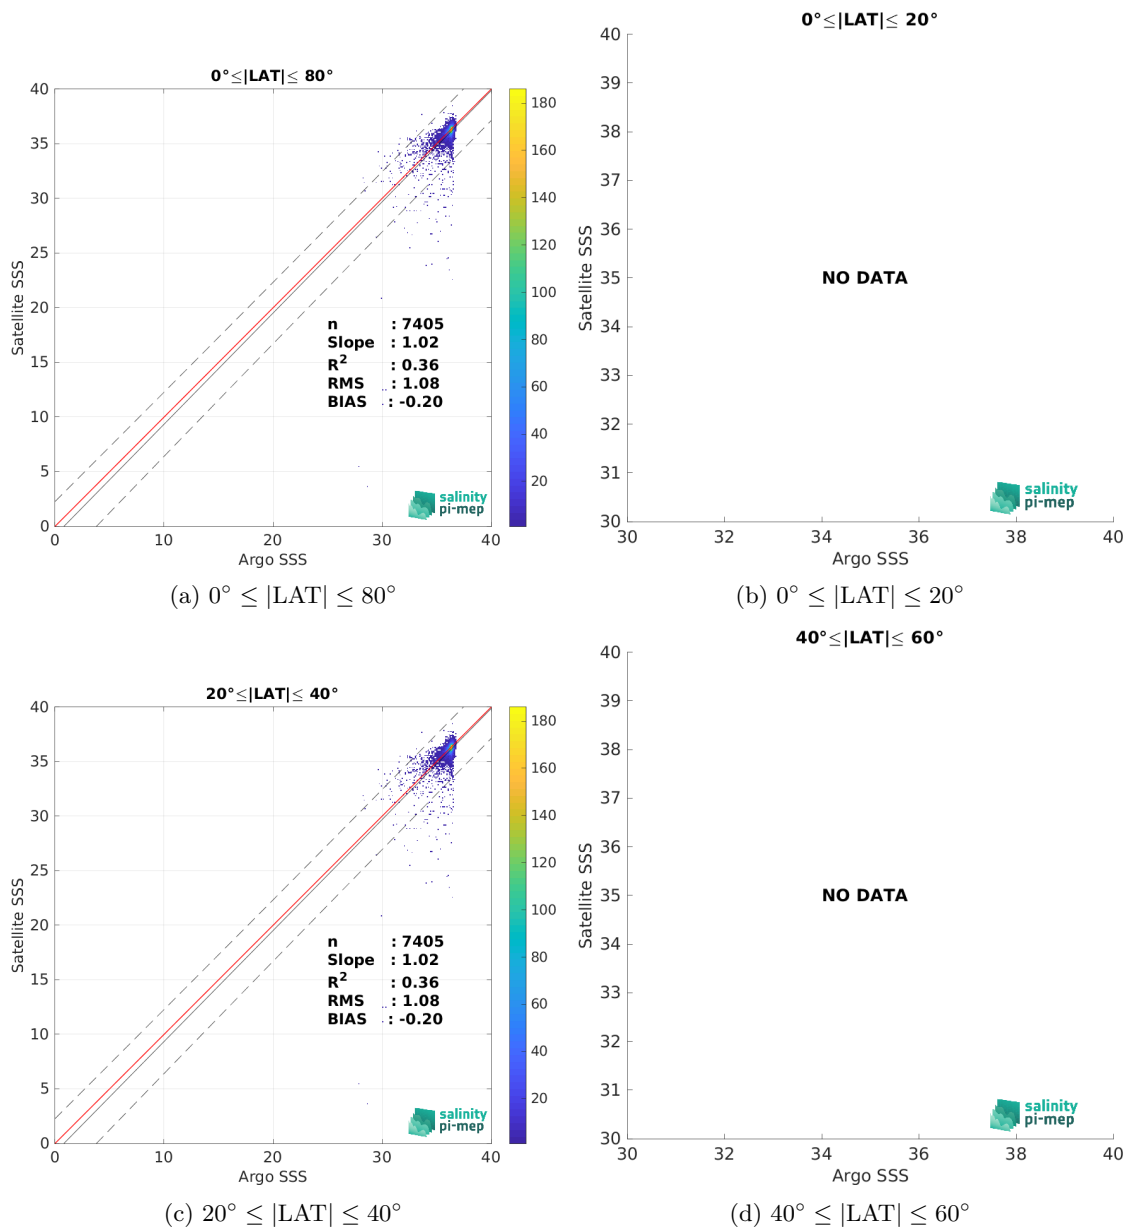 0°≤|LAT|≤ 80°
40
35
30
25
20
15
10
5
0
0
10
20
30
40
Satellite SSS
Argo SSS
n : 7405
Slope : 1.02
R² : 0.36
RMS : 1.08
BIAS : -0.20
salinity
pi-mep
180
160
140
120
100
80
60
40
20
(a) 0° ≤ |LAT| ≤ 80°
0°≤|LAT|≤ 20°
40
39
38
37
36
35
34
33
32
31
30
30
32
34
36
38
40
Satellite SSS
Argo SSS
NO DATA
salinity
pi-mep
(b) 0° ≤ |LAT| ≤ 20°
20°≤|LAT|≤ 40°
40
35
30
25
20
15
10
5
0
0
10
20
30
40
Satellite SSS
Argo SSS
n : 7405
Slope : 1.02
R² : 0.36
RMS : 1.08
BIAS : -0.20
salinity
pi-mep
180
160
140
120
100
80
60
40
20
(c) 20° ≤ |LAT| ≤ 40°
40°≤|LAT|≤ 60°
40
39
38
37
36
35
34
33
32
31
30
30
32
34
36
38
40
Satellite SSS
Argo SSS
NO DATA
salinity
pi-mep
(d) 40° ≤ |LAT| ≤ 60°